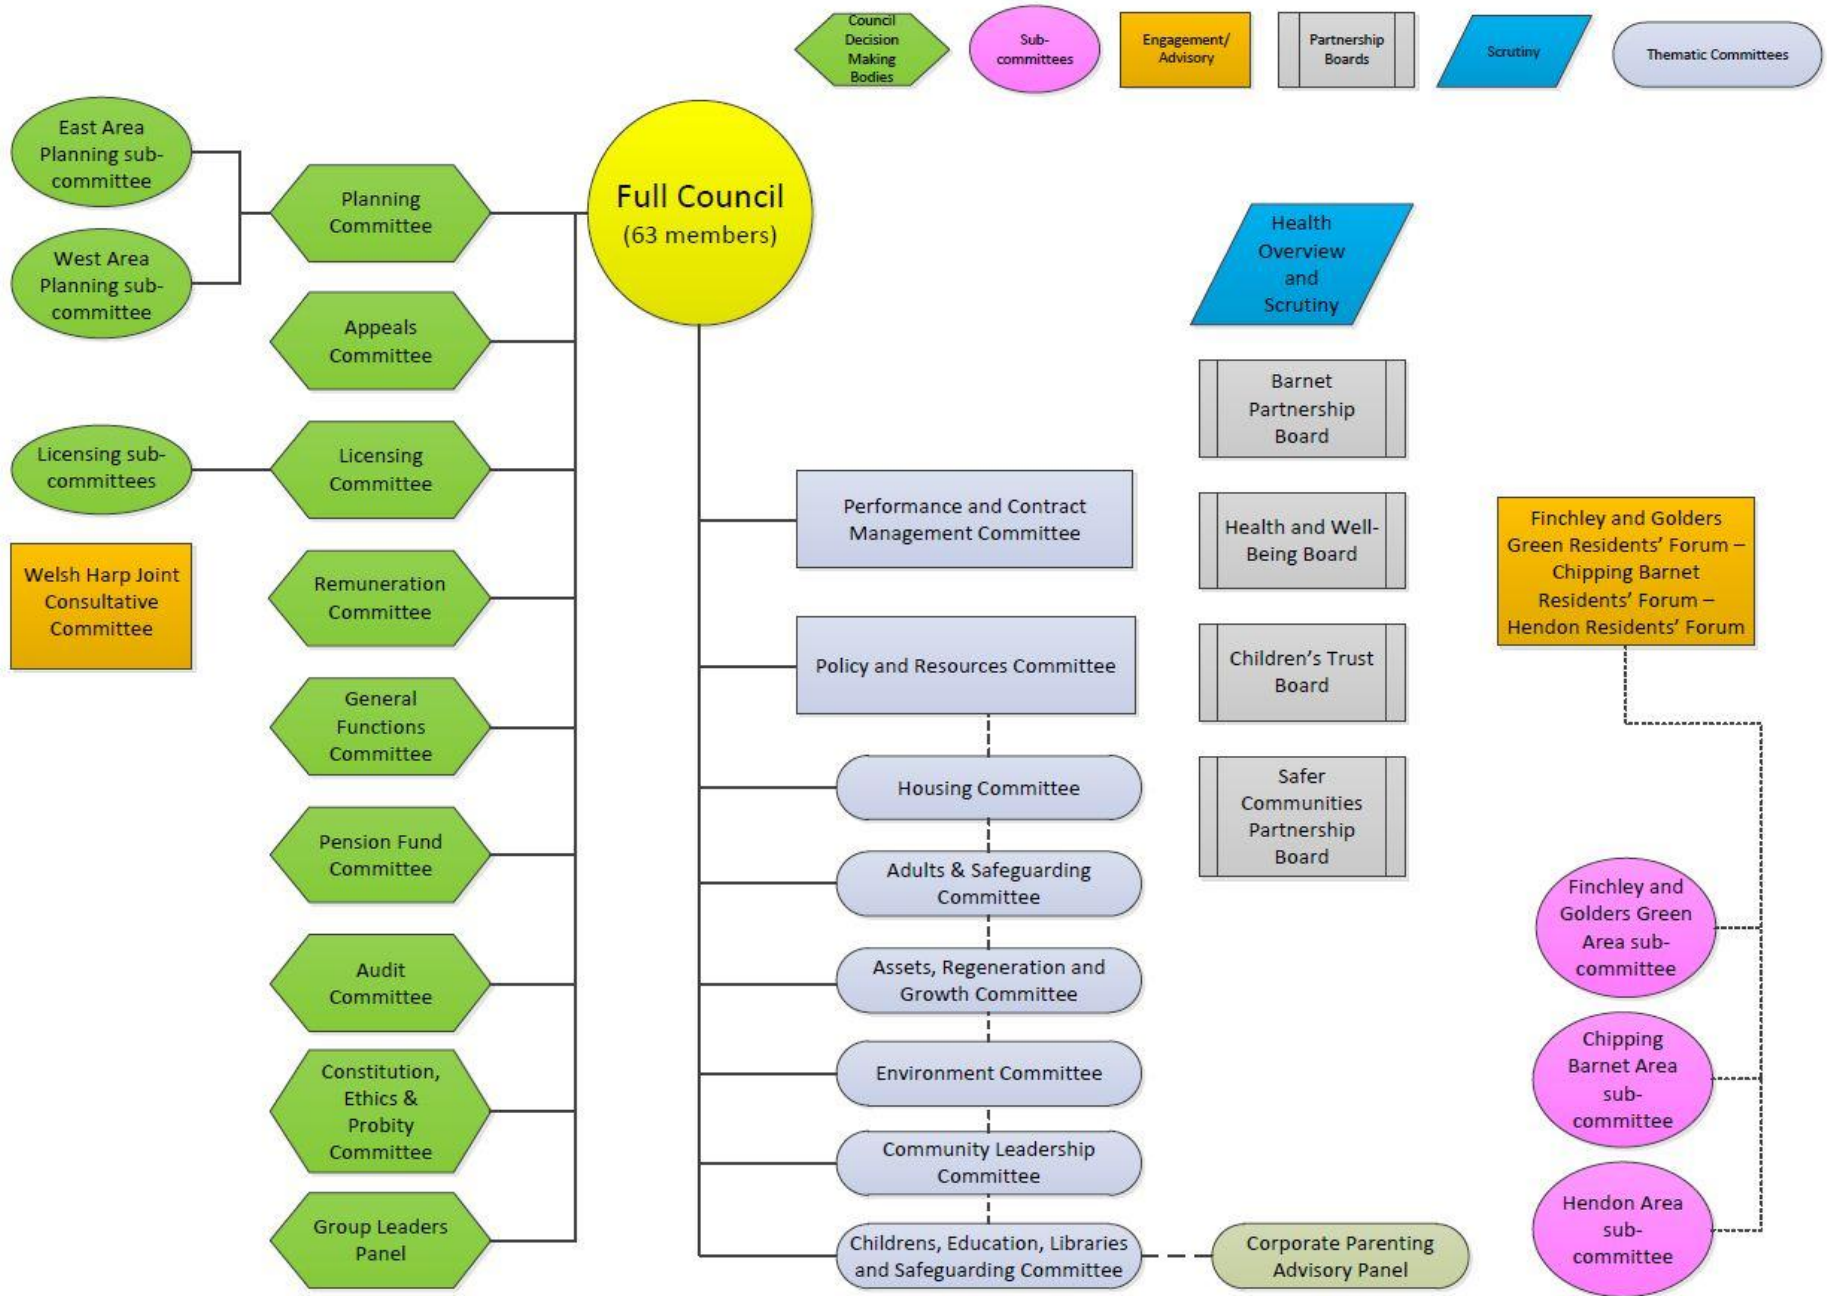 Council
Decision
Making
Bodies
Sub-
committees
Engagement/
Advisory
Partnership
Boards
Scrutiny
Thematic Committees
East Area
Planning sub-
committee
West Area
Planning sub-
committee
Planning
Committee
Full Council
(63 members)
Appeals
Committee
Licensing sub-
committees
Licensing
Committee
Welsh Harp Joint
Consultative
Committee
Remuneration
Committee
General
Functions
Committee
Pension Fund
Committee
Audit
Committee
Constitution,
Ethics &
Probity
Committee
Group Leaders
Panel
Performance and Contract
Management Committee
Policy and Resources Committee
Housing Committee
Adults & Safeguarding
Committee
Assets, Regeneration and
Growth Committee
Environment Committee
Community Leadership
Committee
Childrens, Education, Libraries
and Safeguarding Committee
Corporate Parenting
Advisory Panel
Health
Overview
and
Scrutiny
Barnet
Partnership
Board
Health and Well-
Being Board
Children’s Trust
Board
Safer
Communities
Partnership
Board
Finchley and Golders
Green Residents’ Forum –
Chipping Barnet
Residents’ Forum –
Hendon Residents’ Forum
Finchley and
Golders Green
Area sub-
committee
Chipping
Barnet Area
sub-
committee
Hendon Area
sub-
committee